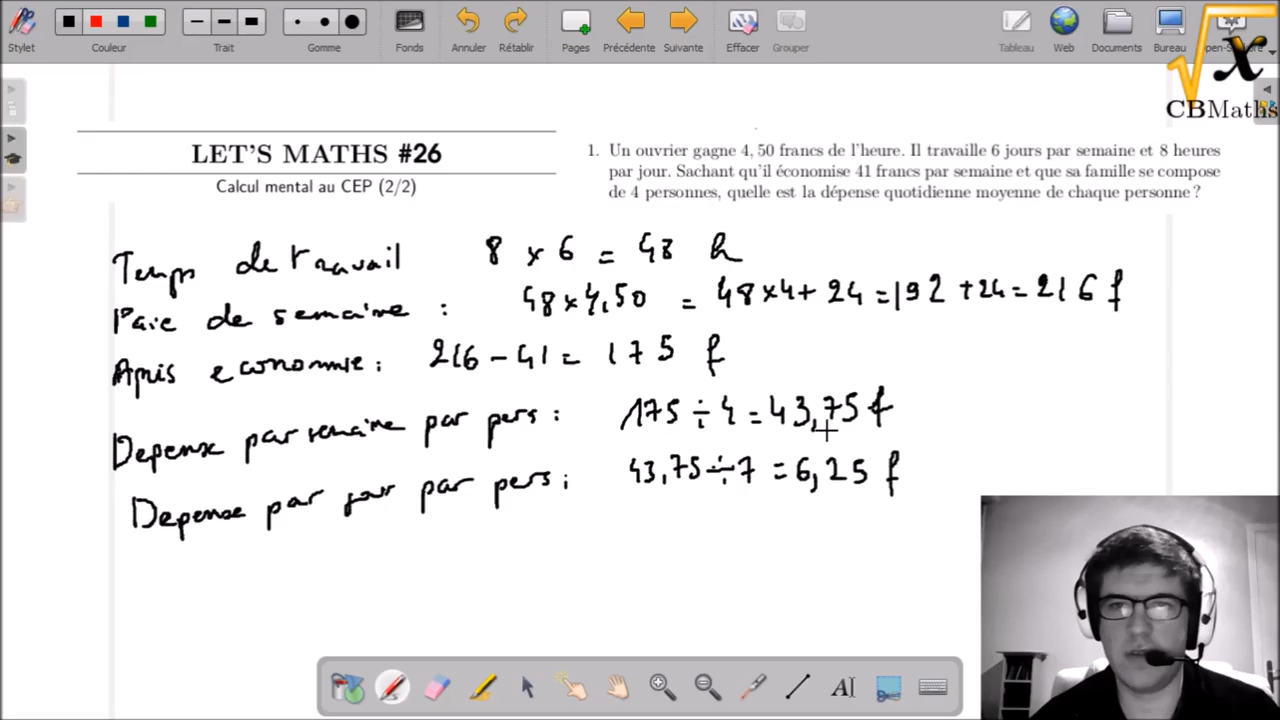 Stylet Couleur Trait Gomme Fonds Annuler Rétablir Pages Précédente Suivante Effacer Grouper Tableau Web Documents Bureau
CBMaths
LET'S MATHS #26
Calcul mental au CEP (2/2)
1. Un ouvrier gagne 4, 50 francs de l'heure. Il travaille 6 jours par semaine et 8 heures
par jour. Sachant qu'il économise 41 francs par semaine et que sa famille se compose
de 4 personnes, quelle est la dépense quotidienne moyenne de chaque personne ?
Temps de travail 8 x 6 = 48 h
Paie de semaine : 48 x 4,50 = 48 x 4 + 24 = 192 + 24 = 216 f
Apris economie : 216 - 41 = 175 f
Depense par semaine par pers : 175 ÷ 4 = 43,75 f
Depense par jour par pers : 43,75 ÷ 7 = 6,25 f
AI